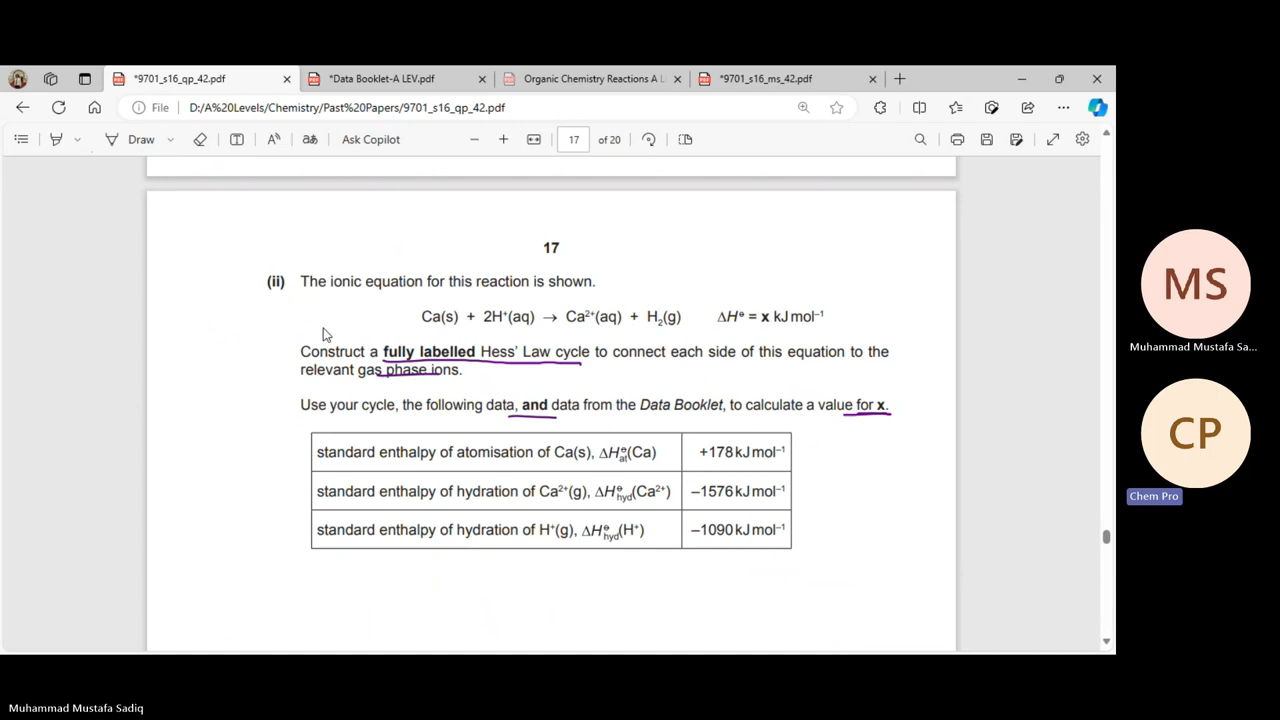 *9701_s16_qp_42.pdf
*Data Booklet-A LEV.pdf
Organic Chemistry Reactions A L
*9701_s16_ms_42.pdf
File
D:/A%20Levels/Chemistry/Past%20Papers/9701_s16_qp_42.pdf
Draw
Ask Copilot
17
of 20
17
(ii) The ionic equation for this reaction is shown.
Ca(s) + 2H⁺(aq) → Ca²⁺(aq) + H₂(g) ΔH⦵ = x kJ mol⁻¹
Construct a fully labelled Hess' Law cycle to connect each side of this equation to the
relevant gas phase ions.
Use your cycle, the following data, and data from the Data Booklet, to calculate a value for x.
standard enthalpy of atomisation of Ca(s), ΔH⦵at(Ca) +178 kJ mol⁻¹
standard enthalpy of hydration of Ca²⁺(g), ΔH⦵hyd(Ca²⁺) –1576 kJ mol⁻¹
standard enthalpy of hydration of H⁺(g), ΔH⦵hyd(H⁺) –1090 kJ mol⁻¹
MS
Muhammad Mustafa Sa...
CP
Chem Pro
Muhammad Mustafa Sadiq